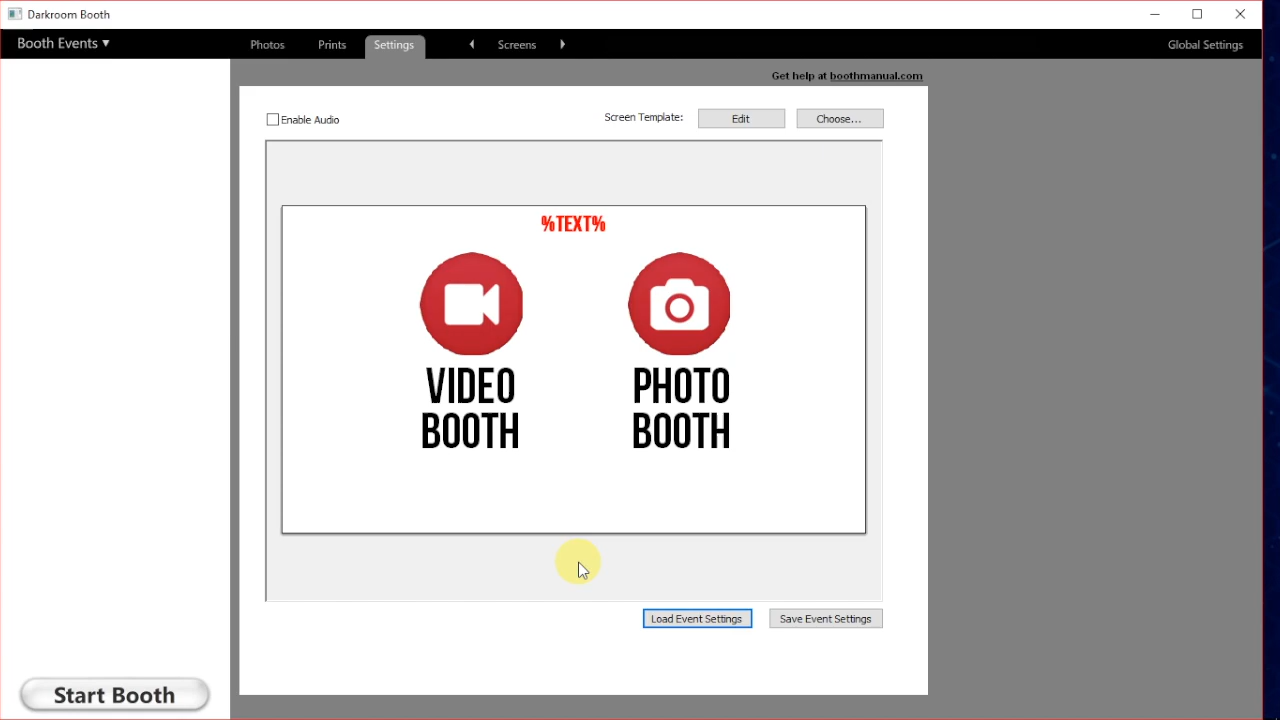 Darkroom Booth
Booth Events ▾
Photos
Prints
Settings
Screens
Global Settings
Get help at boothmanual.com
Enable Audio
Screen Template:
Edit
Choose...
%TEXT%
VIDEO
BOOTH
PHOTO
BOOTH
Load Event Settings
Save Event Settings
Start Booth